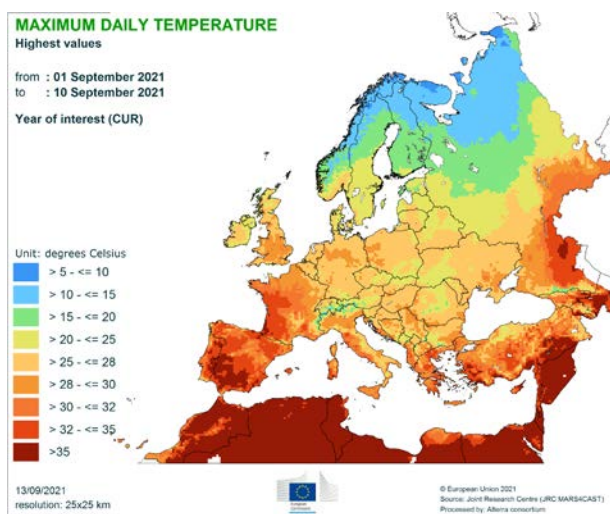 MAXIMUM DAILY TEMPERATURE
Highest values
from : 01 September 2021
to : 10 September 2021
Year of interest (CUR)
Unit: degrees Celsius
> 5 - <= 10
> 10 - <= 15
> 15 - <= 20
> 20 - <= 25
> 25 - <= 28
> 28 - <= 30
> 30 - <= 32
> 32 - <= 35
>35
13/09/2021
resolution: 25x25 km
European
Commission
© European Union 2021
Source: Joint Research Centre (JRC MARS4CAST)
Processed by: Alterra consortium